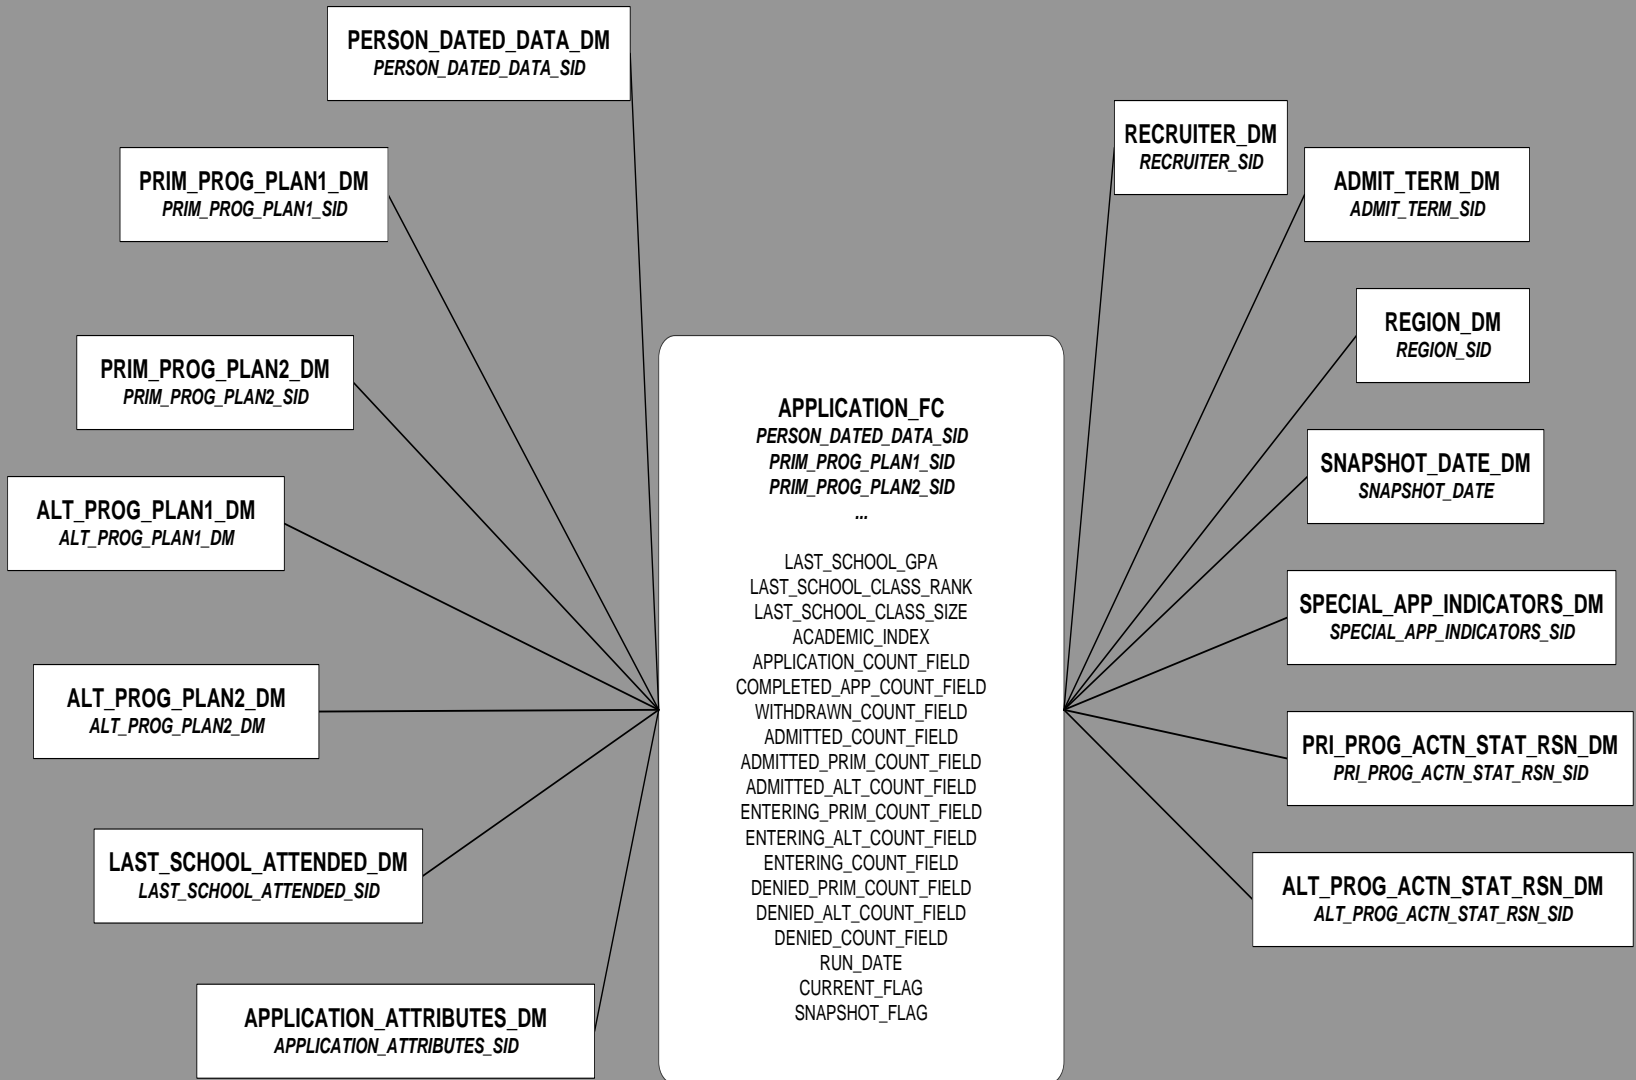 PERSON_DATED_DATA_DM
PERSON_DATED_DATA_SID
PRIM_PROG_PLAN1_DM
PRIM_PROG_PLAN1_SID
PRIM_PROG_PLAN2_DM
PRIM_PROG_PLAN2_SID
ALT_PROG_PLAN1_DM
ALT_PROG_PLAN1_DM
ALT_PROG_PLAN2_DM
ALT_PROG_PLAN2_DM
LAST_SCHOOL_ATTENDED_DM
LAST_SCHOOL_ATTENDED_SID
APPLICATION_ATTRIBUTES_DM
APPLICATION_ATTRIBUTES_SID
APPLICATION_FC
PERSON_DATED_DATA_SID
PRIM_PROG_PLAN1_SID
PRIM_PROG_PLAN2_SID
...
LAST_SCHOOL_GPA
LAST_SCHOOL_CLASS_RANK
LAST_SCHOOL_CLASS_SIZE
ACADEMIC_INDEX
APPLICATION_COUNT_FIELD
COMPLETED_APP_COUNT_FIELD
WITHDRAWN_COUNT_FIELD
ADMITTED_COUNT_FIELD
ADMITTED_PRIM_COUNT_FIELD
ADMITTED_ALT_COUNT_FIELD
ENTERING_PRIM_COUNT_FIELD
ENTERING_ALT_COUNT_FIELD
ENTERING_COUNT_FIELD
DENIED_PRIM_COUNT_FIELD
DENIED_ALT_COUNT_FIELD
DENIED_COUNT_FIELD
RUN_DATE
CURRENT_FLAG
SNAPSHOT_FLAG
RECRUITER_DM
RECRUITER_SID
ADMIT_TERM_DM
ADMIT_TERM_SID
REGION_DM
REGION_SID
SNAPSHOT_DATE_DM
SNAPSHOT_DATE
SPECIAL_APP_INDICATORS_DM
SPECIAL_APP_INDICATORS_SID
PRI_PROG_ACTN_STAT_RSN_DM
PRI_PROG_ACTN_STAT_RSN_SID
ALT_PROG_ACTN_STAT_RSN_DM
ALT_PROG_ACTN_STAT_RSN_SID